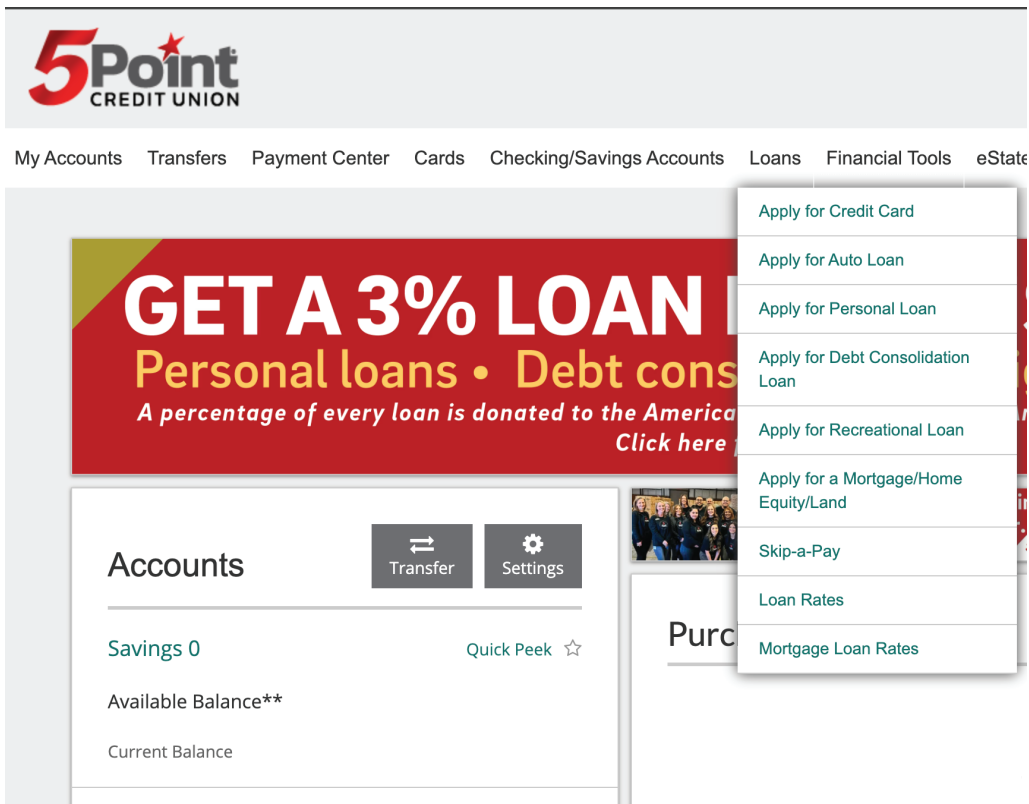 5Point
CREDIT UNION
My Accounts Transfers Payment Center Cards Checking/Savings Accounts Loans Financial Tools eState
Apply for Credit Card
Apply for Auto Loan
Apply for Personal Loan
Apply for Debt Consolidation
Loan
Apply for Recreational Loan
Apply for a Mortgage/Home
Equity/Land
Skip-a-Pay
Loan Rates
Mortgage Loan Rates
GET A 3% LOAN
Personal loans • Debt cons
A percentage of every loan is donated to the America
Click here
Accounts
Transfer
Settings
Savings 0
Quick Peek
Available Balance**
Current Balance
Purc